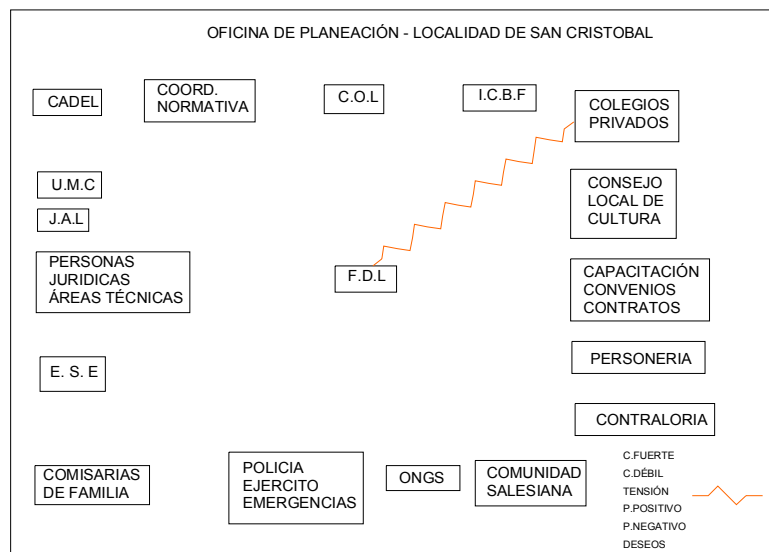 OFICINA DE PLANEACIÓN - LOCALIDAD DE SAN CRISTOBAL
CADEL
COORD.
NORMATIVA
C.O.L
I.C.B.F
COLEGIOS
PRIVADOS
U.M.C
J.A.L
CONSEJO
LOCAL DE
CULTURA
PERSONAS
JURIDICAS
ÁREAS TÉCNICAS
F.D.L
CAPACITACIÓN
CONVENIOS
CONTRATOS
E. S. E
PERSONERIA
CONTRALORIA
COMISARIAS
DE FAMILIA
POLICIA
EJERCITO
EMERGENCIAS
ONGS
COMUNIDAD
SALESIANA
C.FUERTE
C.DÉBIL
TENSIÓN
P.POSITIVO
P.NEGATIVO
DESEOS